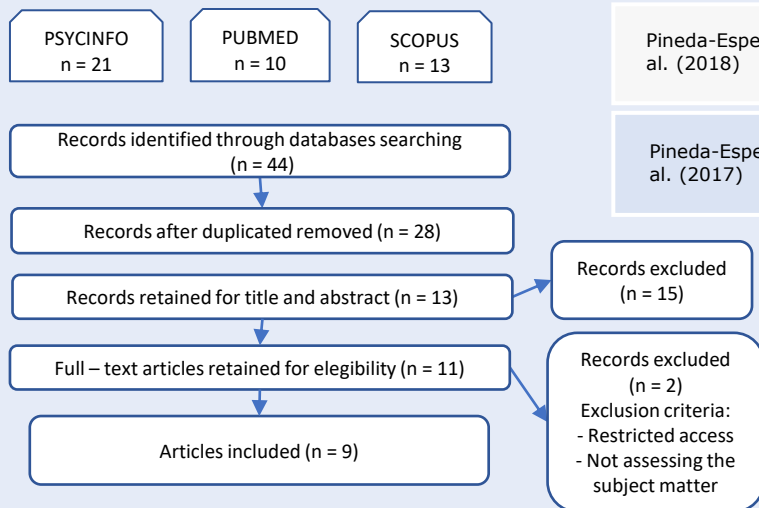 PSYCINFO
n = 21
PUBMED
n = 10
SCOPUS
n = 13
Records identified through databases searching
(n = 44)
Records after duplicated removed (n = 28)
Records retained for title and abstract (n = 13)
Records excluded
(n = 15)
Full – text articles retained for elegibility (n = 11)
Records excluded
(n = 2)
Exclusion criteria:
- Restricted access
- Not assessing the
subject matter
Articles included (n = 9)
al. (2018)
al. (2017)